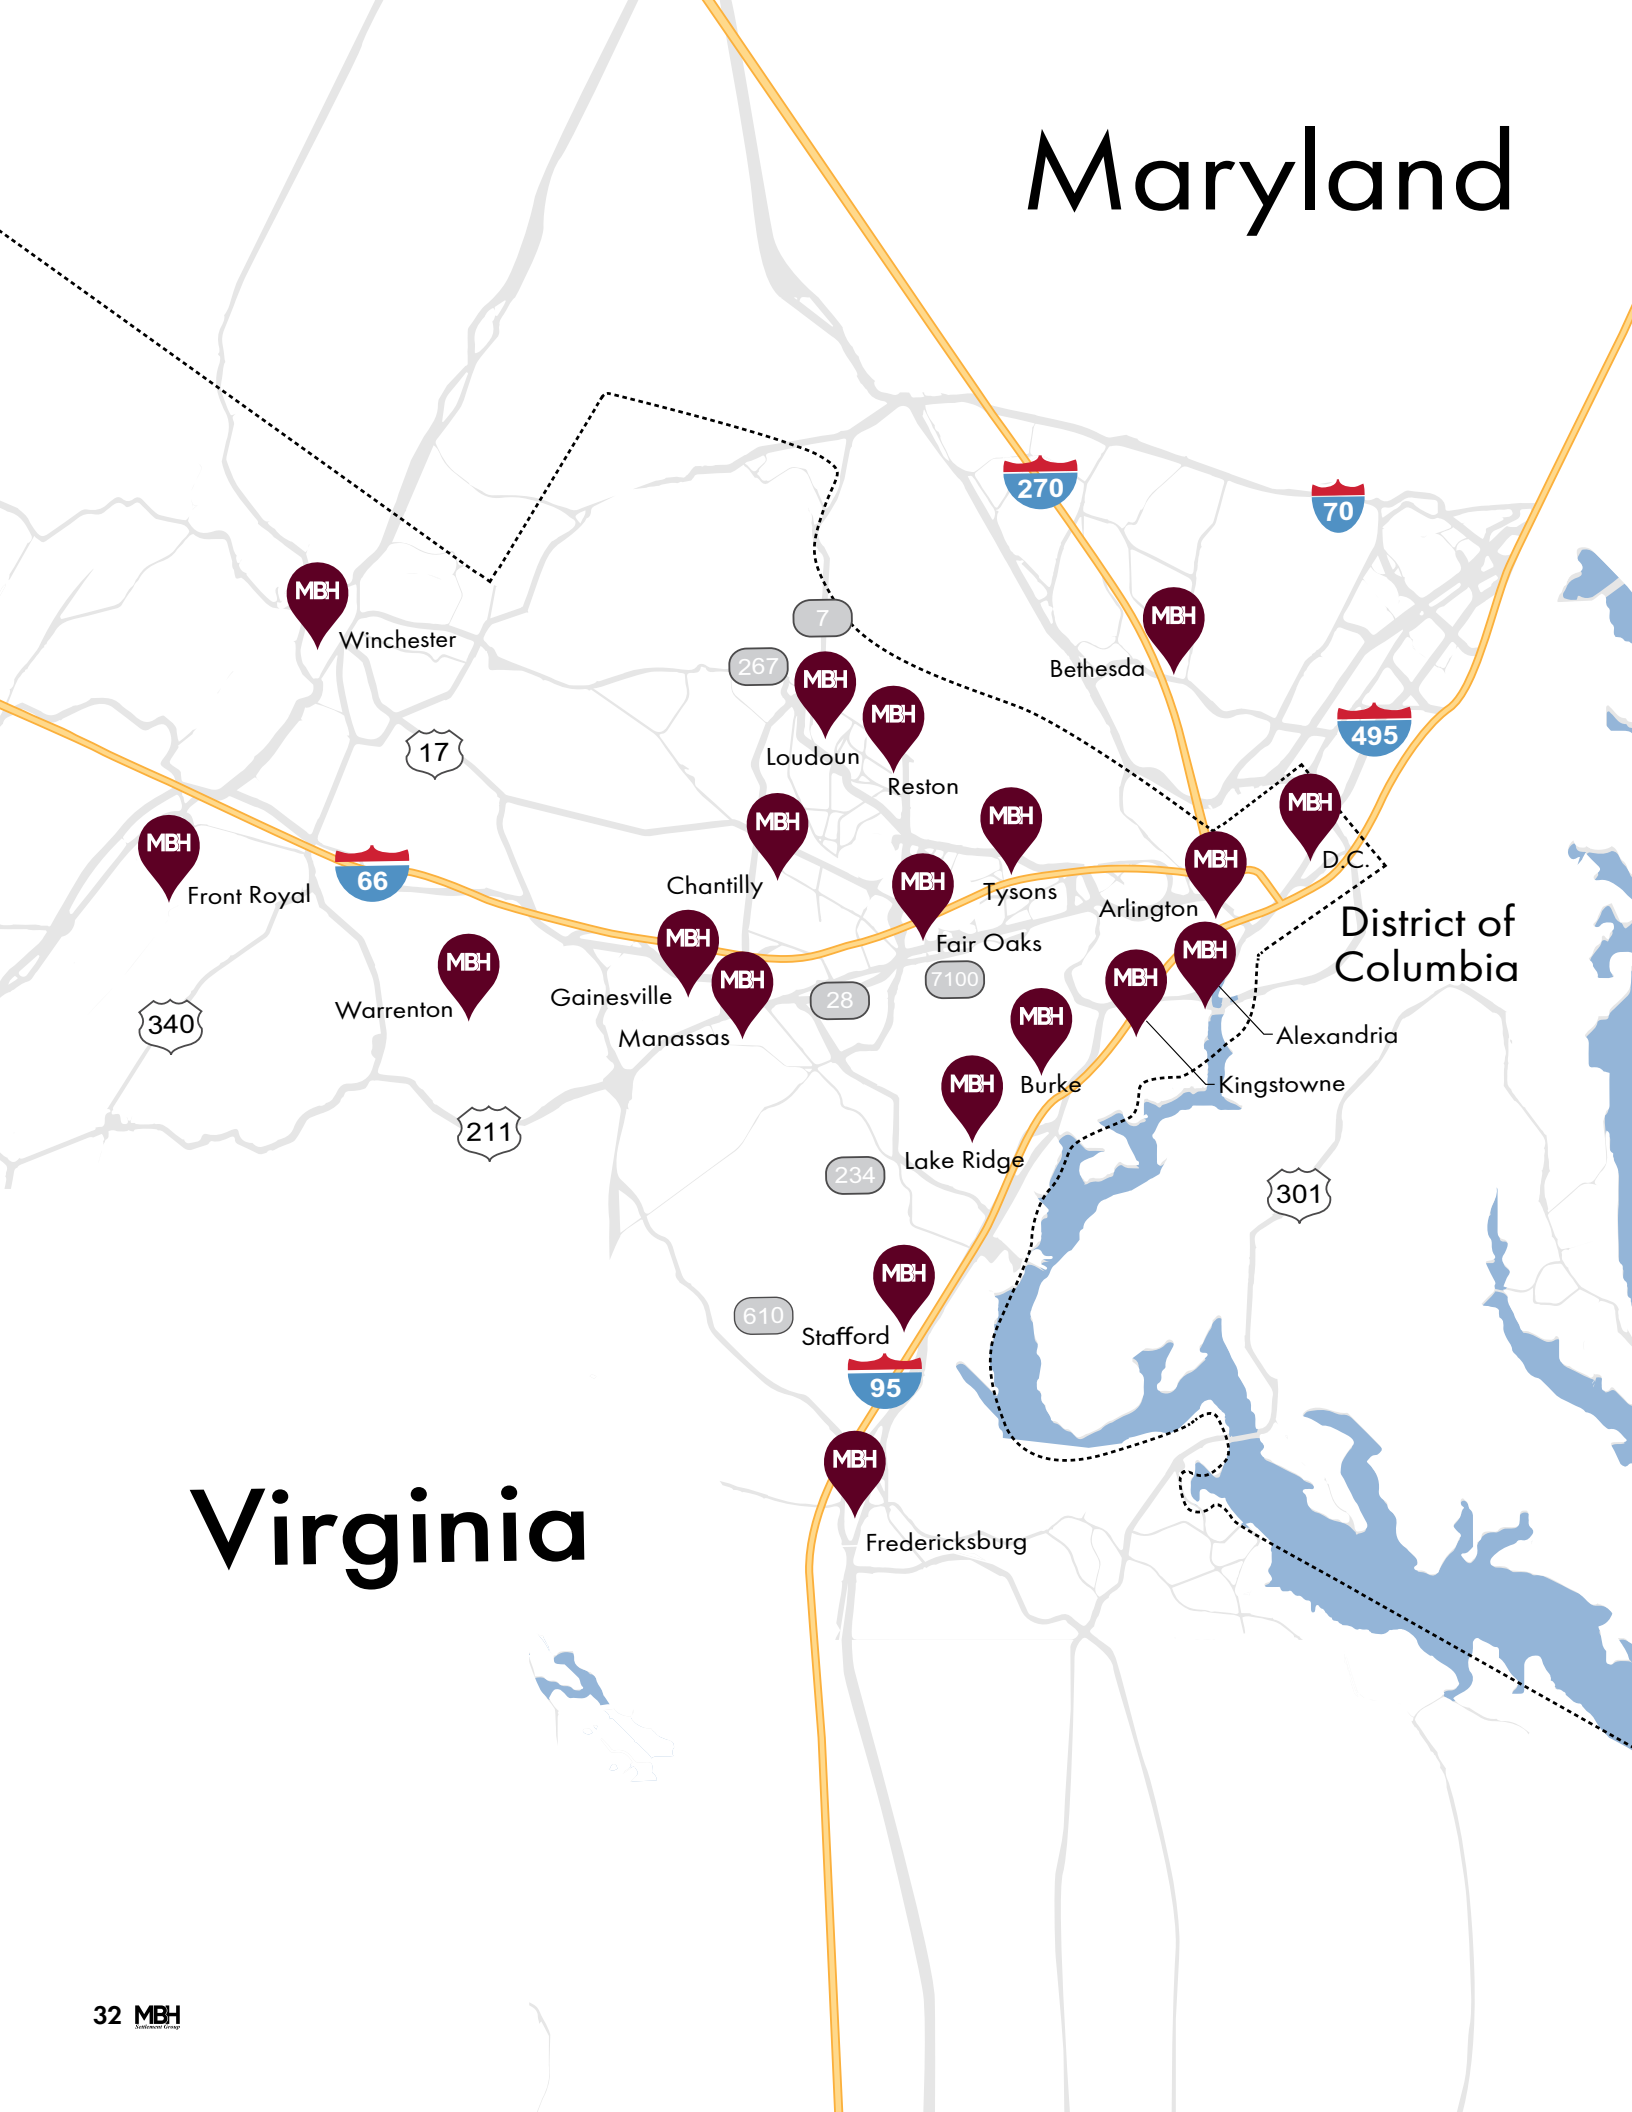 Maryland
270
70
MBH
Winchester
MBH
Bethesda
7
267
MBH
Loudoun
MBH
Reston
495
17
MBH
Front Royal
66
MBH
Chantilly
MBH
Tysons
MBH
D.C.
MBH
Arlington
MBH
Fair Oaks
District of
Columbia
MBH
Gainesville
MBH
Warrenton
MBH
Manassas
7100
28
MBH
Kingstowne
MBH
Alexandria
340
MBH
Burke
MBH
Lake Ridge
211
234
301
MBH
Stafford
610
95
MBH
Fredericksburg
Virginia
32 MBH
Settlement Group